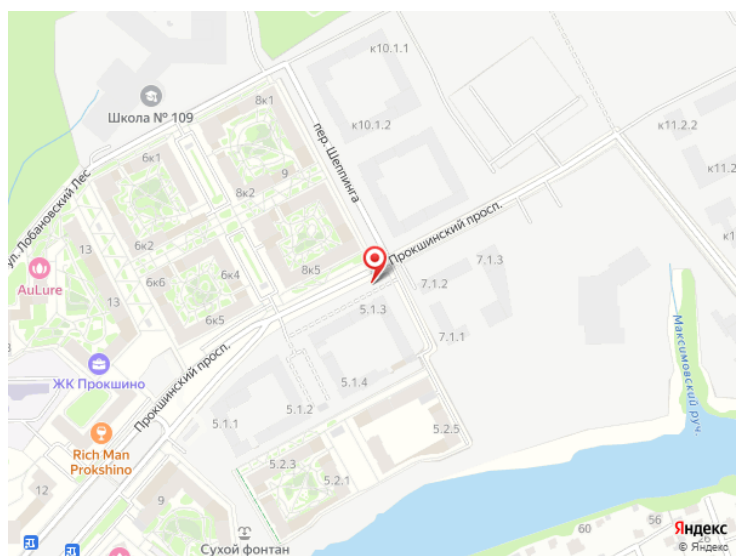 к10.1.1
8к1
Школа № 109
к10.1.2
к11.2.2
6к1
9
пер. Шеппинга
к11.2
8к2
ул. Лобановский Лес
Прокшинский просп.
6к2
13
6к6
6к4
8к5
7.1.3
7.1.2
AuLure
13
6к5
5.1.3
Максимовский руч.
7.1.1
Прокшинский просп.
ЖК Прокшино
5.1.4
5.1.1
5.1.2
5.2.5
Rich Man
Prokshino
5.2.3
5.2.1
12
9
60
56
26
Яндекс
Сухой фонтан
© Яндекс